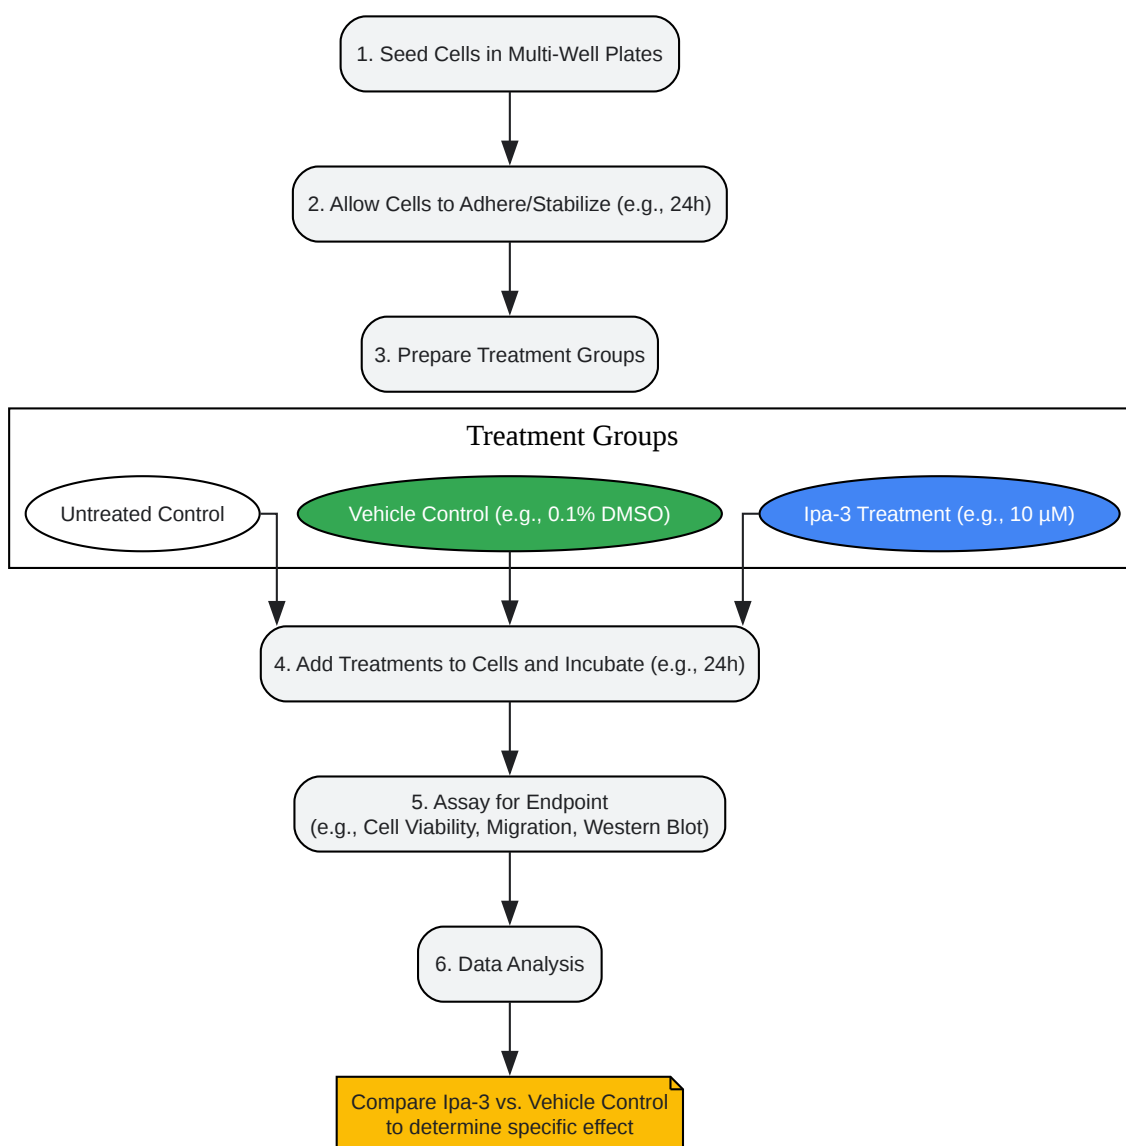 1. Seed Cells in Multi-Well Plates
2. Allow Cells to Adhere/Stabilize (e.g., 24h)
3. Prepare Treatment Groups
Treatment Groups
Untreated Control
Vehicle Control (e.g., 0.1% DMSO)
Ipa-3 Treatment (e.g., 10 µM)
4. Add Treatments to Cells and Incubate (e.g., 24h)
5. Assay for Endpoint
(e.g., Cell Viability, Migration, Western Blot)
6. Data Analysis
Compare Ipa-3 vs. Vehicle Control
to determine specific effect